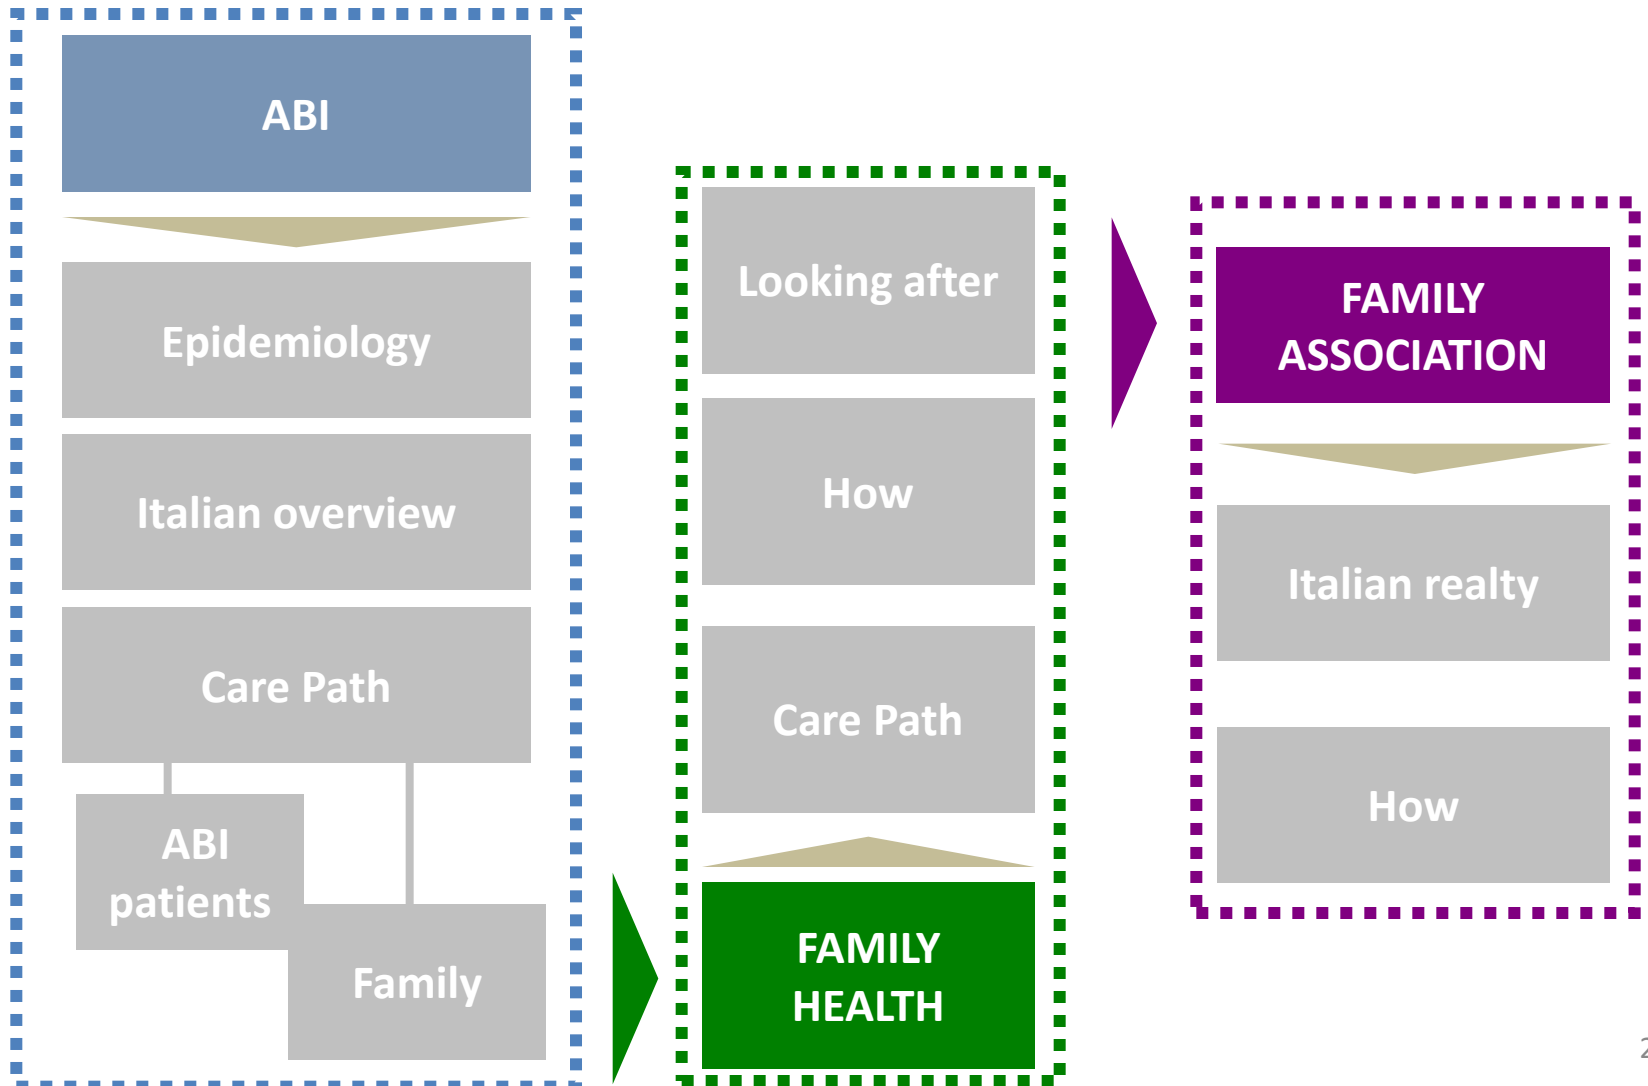 ABI
Epidemiology
Italian overview
Care Path
ABI
patients
Family
Looking after
How
Care Path
FAMILY
HEALTH
FAMILY
ASSOCIATION
Italian realty
How
2